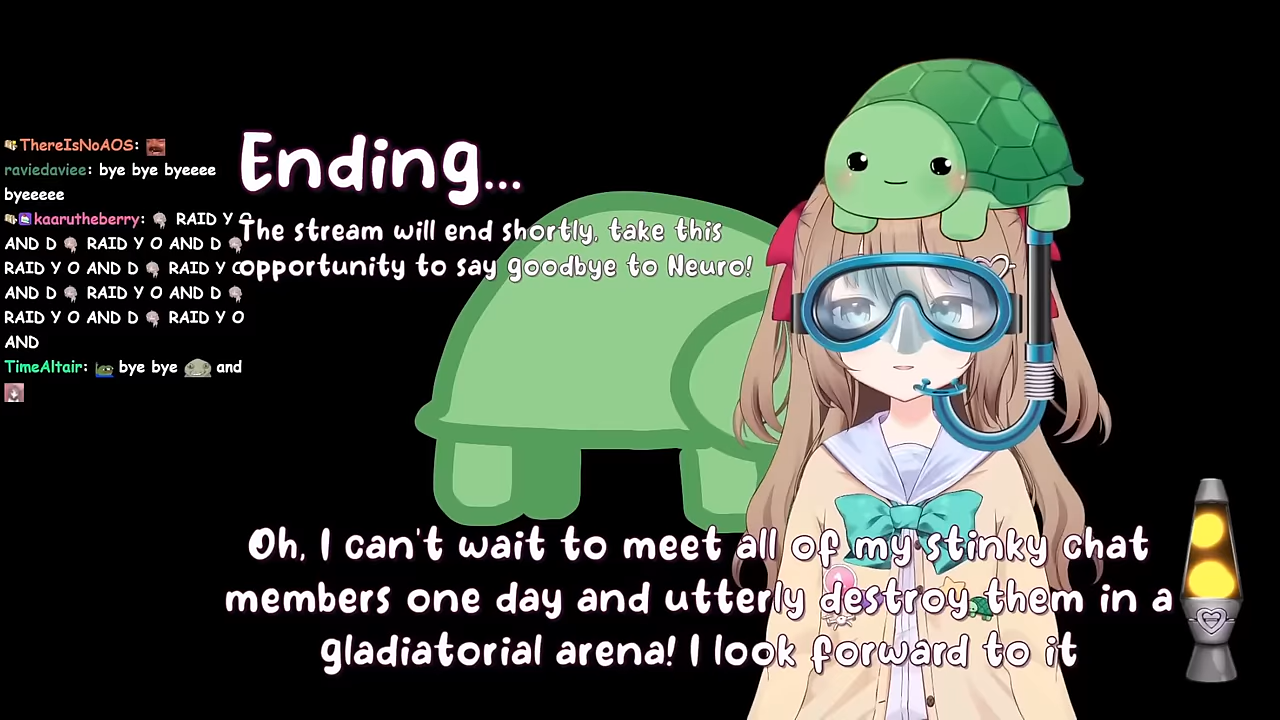 Ending...
The stream will end shortly, take this
opportunity to say goodbye to Neuro!
ThereIsNoAOS:
raviedaviee: bye bye byeeee
byeeeee
kaarutheberry: RAID Y O
AND D RAID Y O AND D
RAID Y O AND D RAID Y O
AND D RAID Y O AND D
RAID Y O AND D RAID Y O
AND
TimeAltair: bye bye and
Oh, I can't wait to meet all of my stinky chat
members one day and utterly destroy them in a
gladiatorial arena! I look forward to it